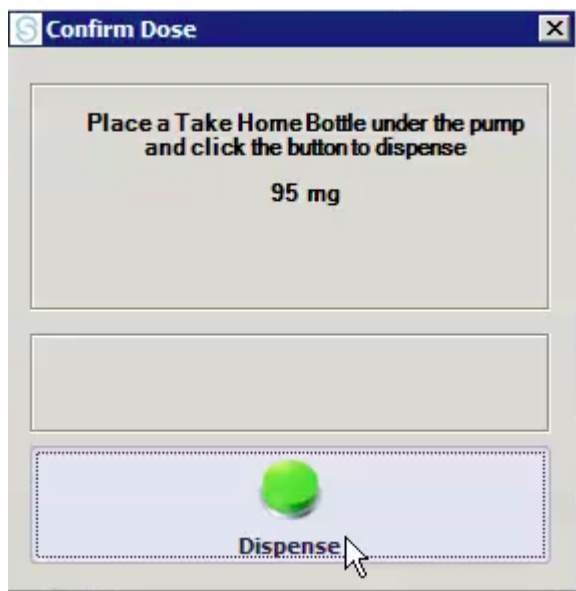 Confirm Dose
Place a Take Home Bottle under the pump
and click the button to dispense
95 mg
Dispense